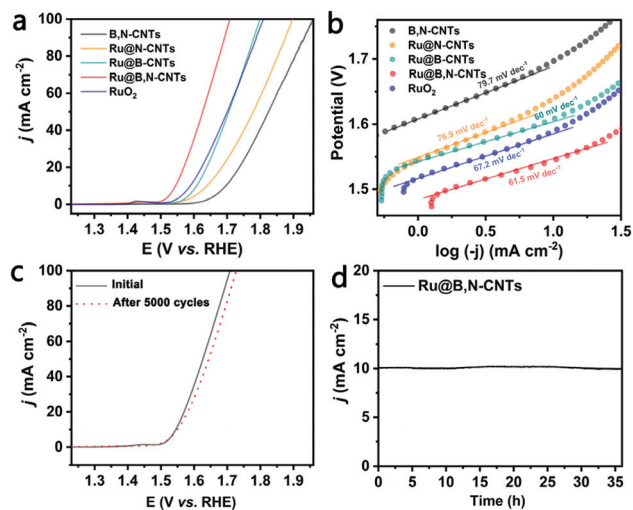 a
100
80
60
40
20
0
j (mA cm⁻²)
B,N-CNTs
Ru@N-CNTs
Ru@B-CNTs
Ru@B,N-CNTs
RuO₂
1.3 1.4 1.5 1.6 1.7 1.8 1.9
E (V vs. RHE)
b
1.7
1.6
1.5
Potential (V)
B,N-CNTs
Ru@N-CNTs
Ru@B-CNTs
Ru@B,N-CNTs
RuO₂
79.7 mV dec⁻¹
76.9 mV dec⁻¹
60 mV dec⁻¹
67.2 mV dec⁻¹
61.5 mV dec⁻¹
0.0 0.5 1.0 1.5
log (-j) (mA cm⁻²)
c
100
80
60
40
20
0
j (mA cm⁻²)
Initial
After 5000 cycles
1.3 1.4 1.5 1.6 1.7 1.8 1.9
E (V vs. RHE)
d
20
15
10
5
0
j (mA cm⁻²)
Ru@B,N-CNTs
0 5 10 15 20 25 30 35
Time (h)